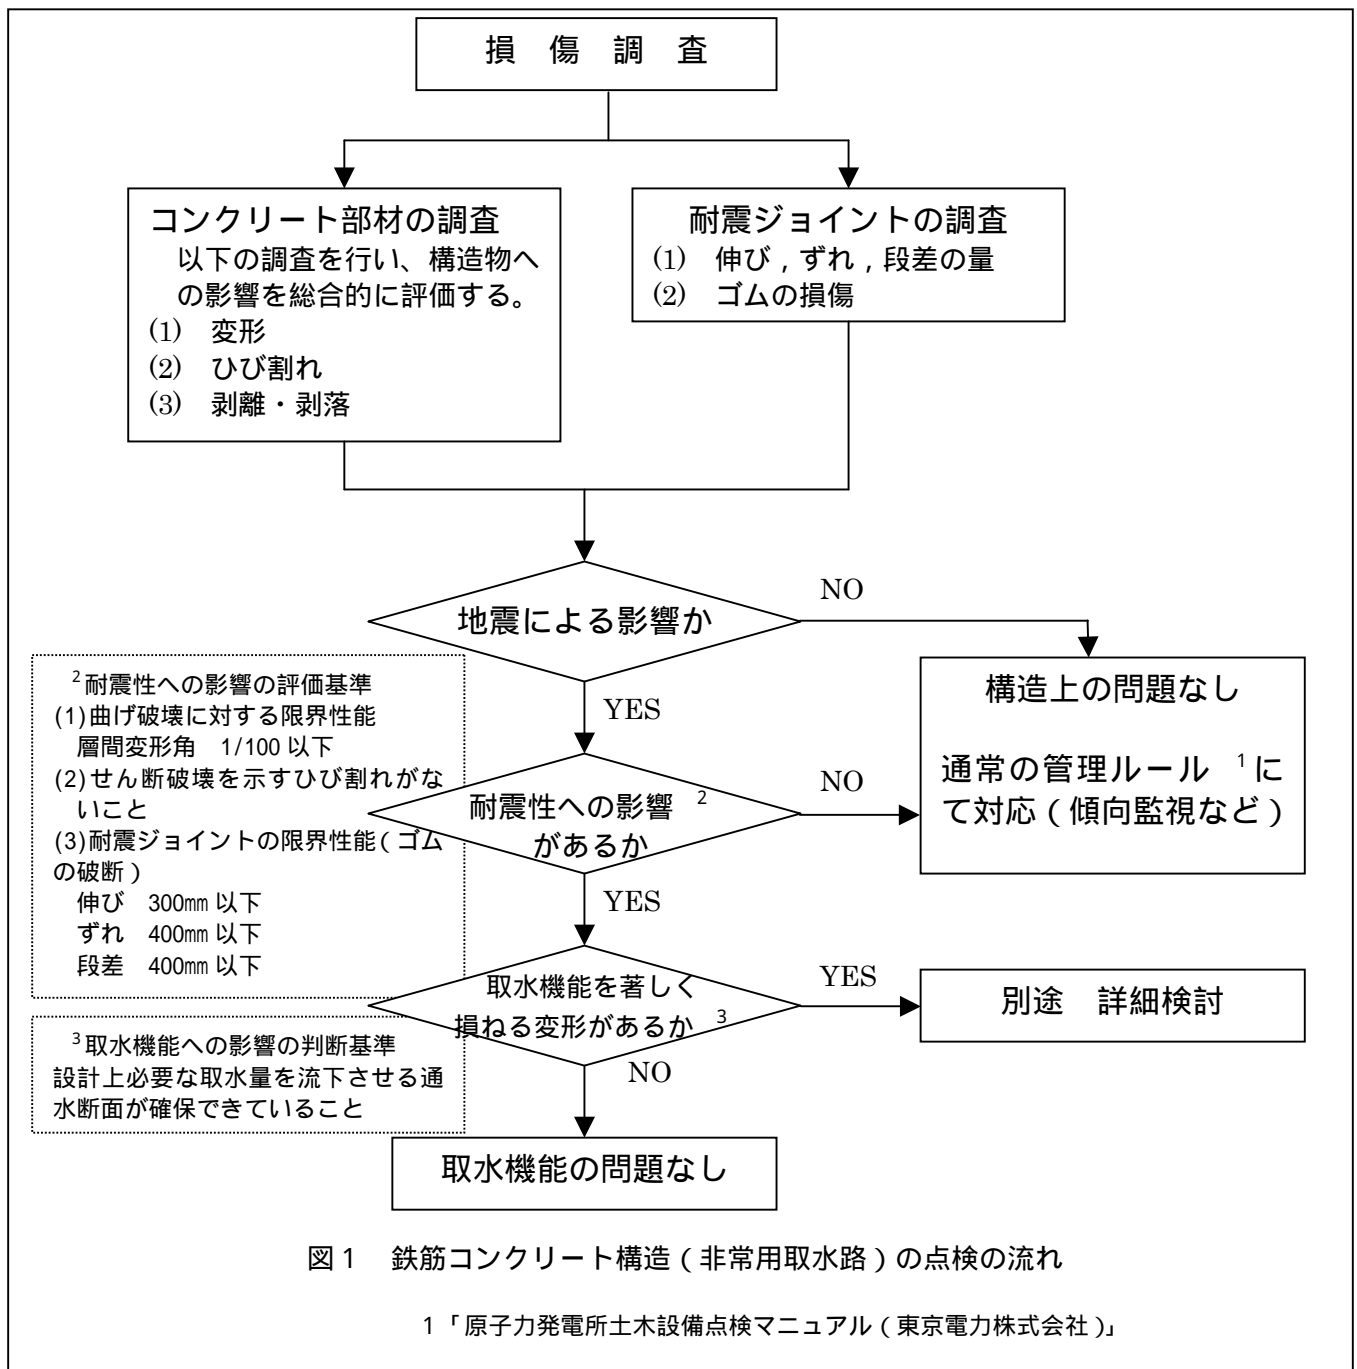 損 傷 調 査
コンクリート部材の調査
以下の調査を行い、構造物へ
の影響を総合的に評価する。
(1) 変形
(2) ひび割れ
(3) 剥離・剥落
耐震ジョイントの調査
(1) 伸び,ずれ,段差の量
(2) ゴムの損傷
地震による影響か
NO
YES
構造上の問題なし
通常の管理ルール 1に
て対応(傾向監視など)
2耐震性への影響の評価基準
(1)曲げ破壊に対する限界性能
層間変形角 1/100 以下
(2)せん断破壊を示すひび割れがな
いこと
(3)耐震ジョイントの限界性能(ゴム
の破断)
伸び 300㎜以下
ずれ 400㎜以下
段差 400㎜以下
耐震性への影響 2
があるか
NO
YES
取水機能を著しく
損ねる変形があるか 3
YES
NO
別途 詳細検討
3取水機能への影響の判断基準
設計上必要な取水量を流下させる通
水断面が確保できていること
取水機能の問題なし
図1 鉄筋コンクリート構造(非常用取水路)の点検の流れ
1「原子力発電所土木設備点検マニュアル(東京電力株式会社)」